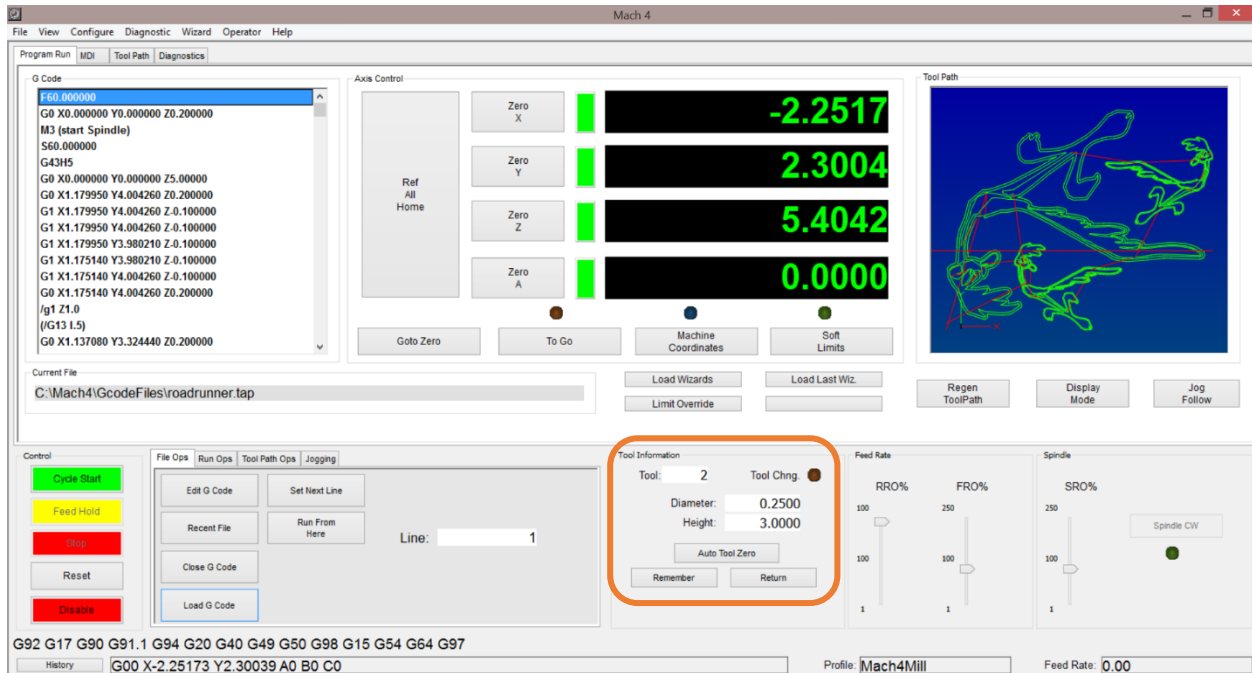 Mach 4
File View Configure Diagnostic Wizard Operator Help
Program Run MDI Tool Path Diagnostics
G Code
F60.000000
G0 X0.000000 Y0.000000 Z0.200000
M3 (start Spindle)
S60.000000
G43H5
G0 X0.000000 Y0.000000 Z5.00000
G0 X1.179950 Y4.004260 Z0.200000
G1 X1.179950 Y4.004260 Z-0.100000
G1 X1.179950 Y4.004260 Z-0.100000
G1 X1.179950 Y3.980210 Z-0.100000
G1 X1.175140 Y3.980210 Z-0.100000
G1 X1.175140 Y4.004260 Z-0.100000
G0 X1.175140 Y4.004260 Z0.200000
/g1 Z1.0
(/G13 I.5)
G0 X1.137080 Y3.324440 Z0.200000
Axis Control
Ref
All
Home
Zero
X
-2.2517
Zero
Y
2.3004
Zero
Z
5.4042
Zero
A
0.0000
Goto Zero
To Go
Machine
Coordinates
Soft
Limits
Tool Path
X
Current File
C:\Mach4\GcodeFiles\roadrunner.tap
Load Wizards
Load Last Wiz.
Limit Override
Regen
ToolPath
Display
Mode
Jog
Follow
Control
Cycle Start
Feed Hold
Stop
Reset
Disable
File Ops Run Ops Tool Path Ops Jogging
Edit G Code
Set Next Line
Recent File
Run From
Here
Close G Code
Load G Code
Line: 1
Tool Information
Tool: 2 Tool Chng.
Diameter: 0.2500
Height: 3.0000
Auto Tool Zero
Remember
Return
Feed Rate
RRO% FRO%
100 250
100 100
1 1
Spindle
SRO%
250
100
1
Spindle CW
G92 G17 G90 G91.1 G94 G20 G40 G49 G50 G98 G15 G54 G64 G97
History G00 X-2.25173 Y2.30039 A0 B0 C0
Profile: Mach4Mill
Feed Rate: 0.00